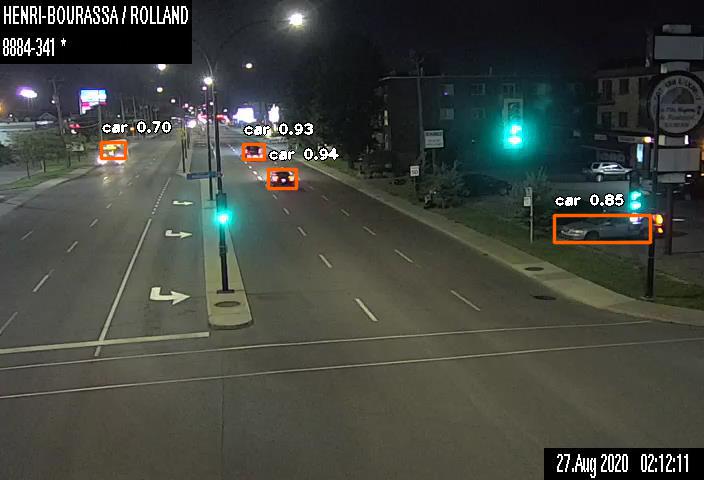 HENRI-BOURASSA / ROLLAND
8884-341 *
car 0.70
car 0.93
car 0.94
car 0.85
27.Aug 2020 02:12:11